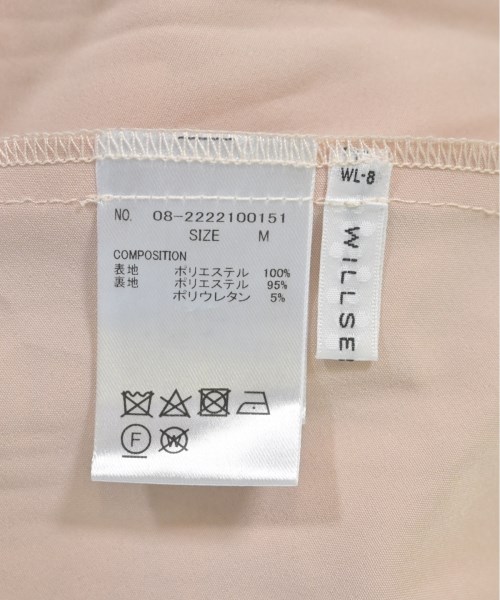 NO. 08-2222100151
SIZE M
COMPOSITION
表地 ポリエステル 100%
裏地 ポリエステル 95%
ポリウレタン 5%
F
W
WL-8
WILLSE